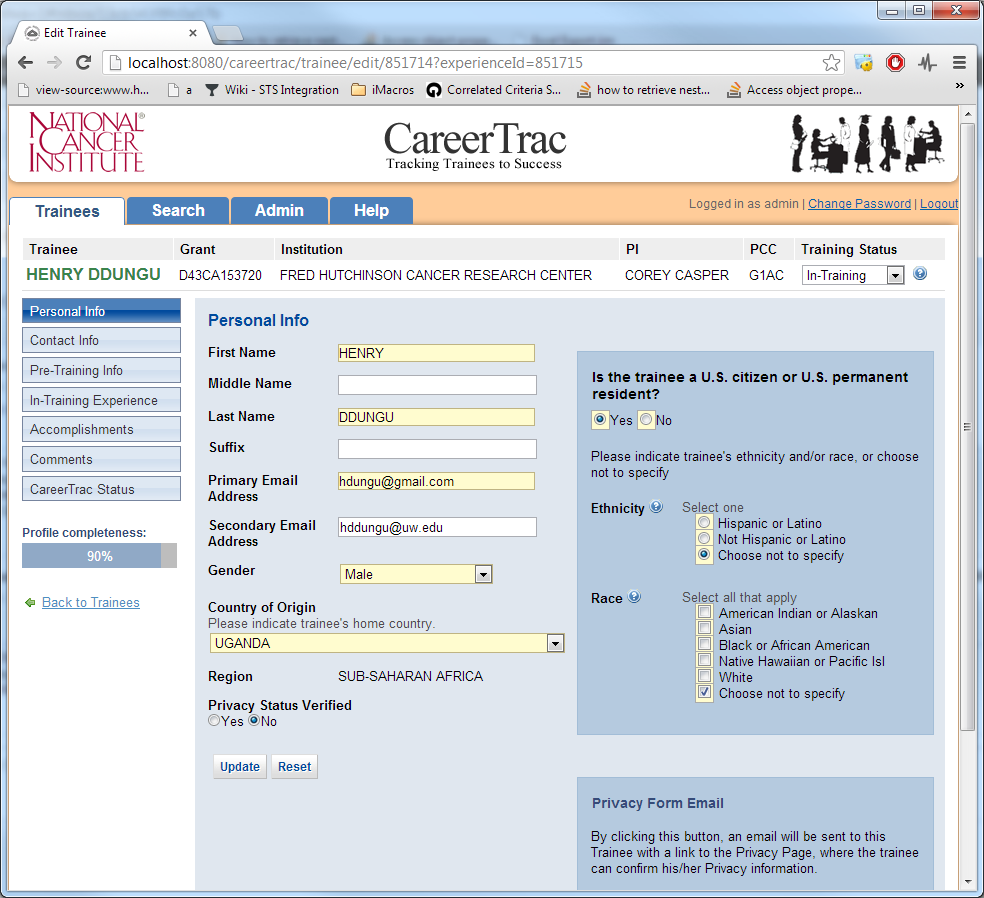 Edit Trainee
localhost:8080/careertrac/trainee/edit/851714?experienceId=851715
view-source:www.h... a Wiki - STS Integration iMacros Correlated Criteria S... how to retrieve nest... Access object prope... »
NATIONAL® CANCER INSTITUTE
CareerTrac
Tracking Trainees to Success
Trainees Search Admin Help
Logged in as admin | Change Password | Logout
Trainee Grant Institution PI PCC Training Status
HENRY DDUNGU D43CA153720 FRED HUTCHINSON CANCER RESEARCH CENTER COREY CASPER G1AC In-Training
Personal Info
Contact Info
Pre-Training Info
In-Training Experience
Accomplishments
Comments
CareerTrac Status
Profile completeness:
90%
Back to Trainees
Personal Info
First Name HENRY
Middle Name
Last Name DDUNGU
Suffix
Primary Email Address hdungu@gmail.com
Secondary Email Address hddungu@uw.edu
Gender Male
Country of Origin
Please indicate trainee's home country.
UGANDA
Region SUB-SAHARAN AFRICA
Privacy Status Verified
Yes No
Update Reset
Is the trainee a U.S. citizen or U.S. permanent
resident?
Yes No
Please indicate trainee's ethnicity and/or race, or choose
not to specify
Ethnicity Select one
Hispanic or Latino
Not Hispanic or Latino
Choose not to specify
Race Select all that apply
American Indian or Alaskan
Asian
Black or African American
Native Hawaiian or Pacific Isl
White
Choose not to specify
Privacy Form Email
By clicking this button, an email will be sent to this
Trainee with a link to the Privacy Page, where the trainee
can confirm his/her Privacy information.